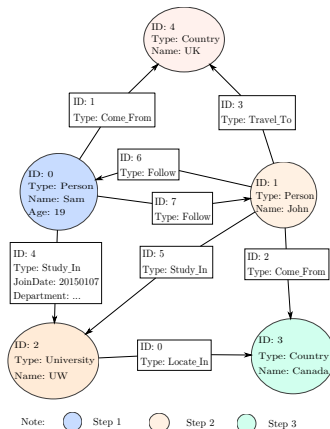 ID: 4
Type: Country
Name: UK
ID: 1
Type: Come_From
ID: 3
Type: Travel_To
ID: 6
Type: Follow
ID: 0
Type: Person
Name: Sam
Age: 19
ID: 1
Type: Person
Name: John
ID: 7
Type: Follow
ID: 4
Type: Study_In
JoinDate: 20150107
Department: ...
ID: 5
Type: Study_In
ID: 2
Type: Come_From
ID: 2
Type: University
Name: UW
ID: 0
Type: Locate_In
ID: 3
Type: Country
Name: Canada
Note: Step 1 Step 2 Step 3